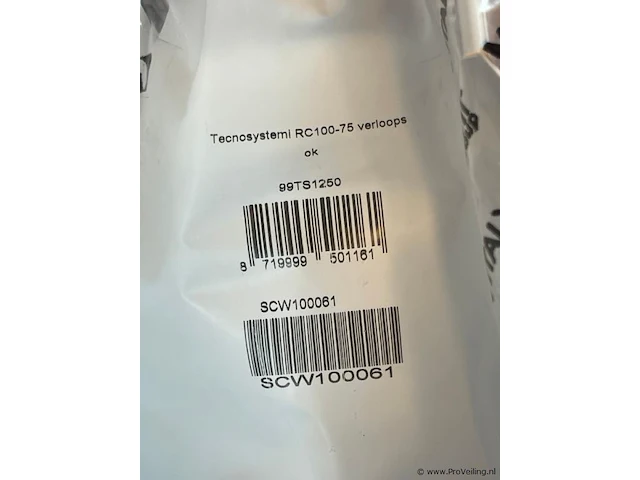 Tecnosystemi RC100-75 verloops
ok
99TS1250
8 719999 501161
SCW100061
SCW100061
© www.ProVeiling.nl